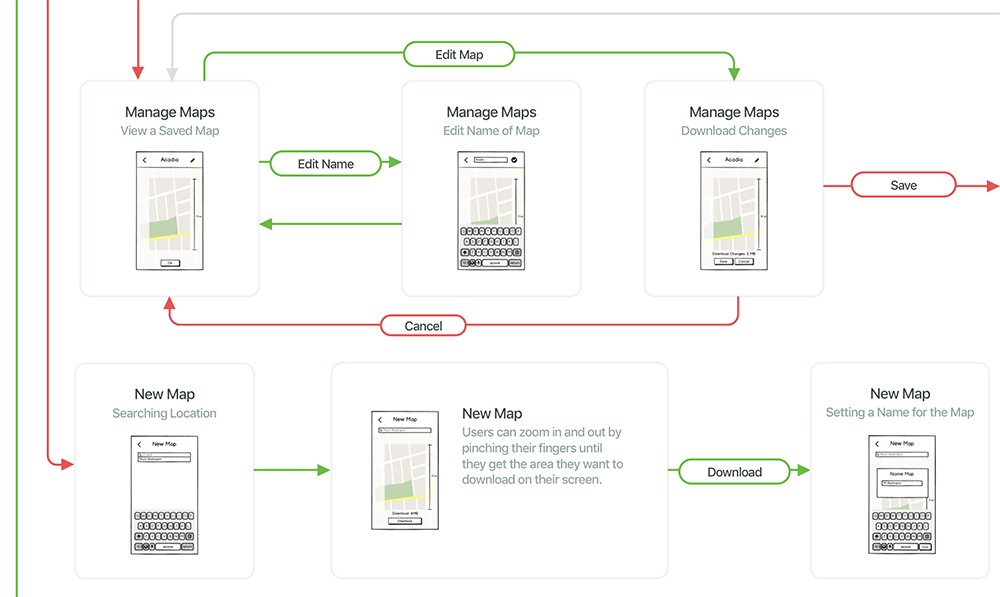 Edit Map
Manage Maps
View a Saved Map
Acadia
OK
Edit Name
Manage Maps
Edit Name of Map
Acadia
Manage Maps
Download Changes
Acadia
Download Changes: 2 MB
Save
Cancel
Save
Cancel
New Map
Searching Location
New Map
New Map
Download: 4MB
Download
New Map
Users can zoom in and out by
pinching their fingers until
they get the area they want to
download on their screen.
Download
New Map
Setting a Name for the Map
New Map
Name Map